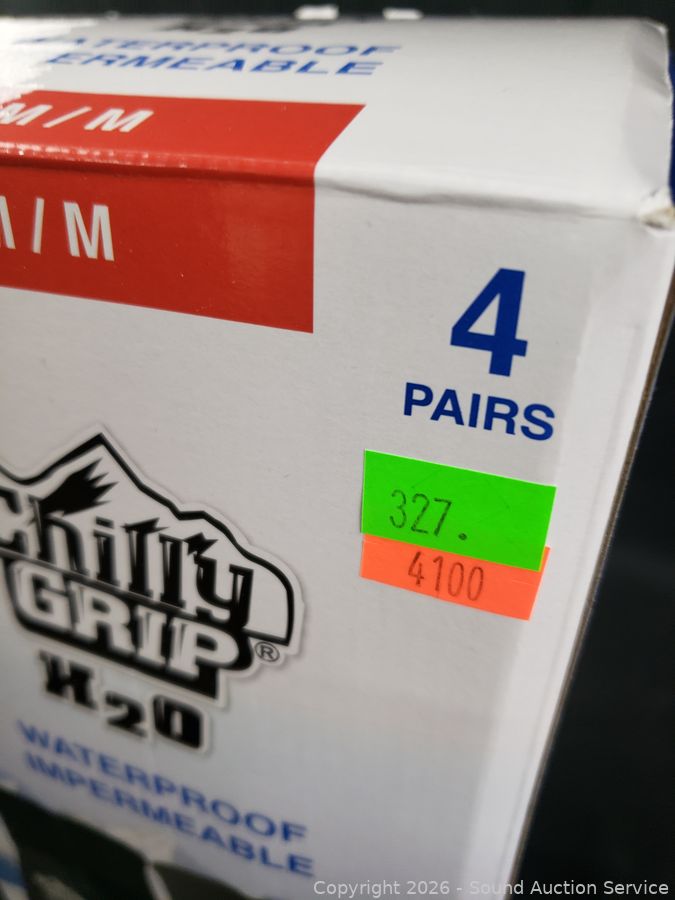 WATERPROOF
ERMEABLE
M / M
/ M
4
PAIRS
327.
4100
Chilly
GRIP®
H2O
WATERPROOF
IMPERMEABLE
Copyright 2026 - Sound Auction Service